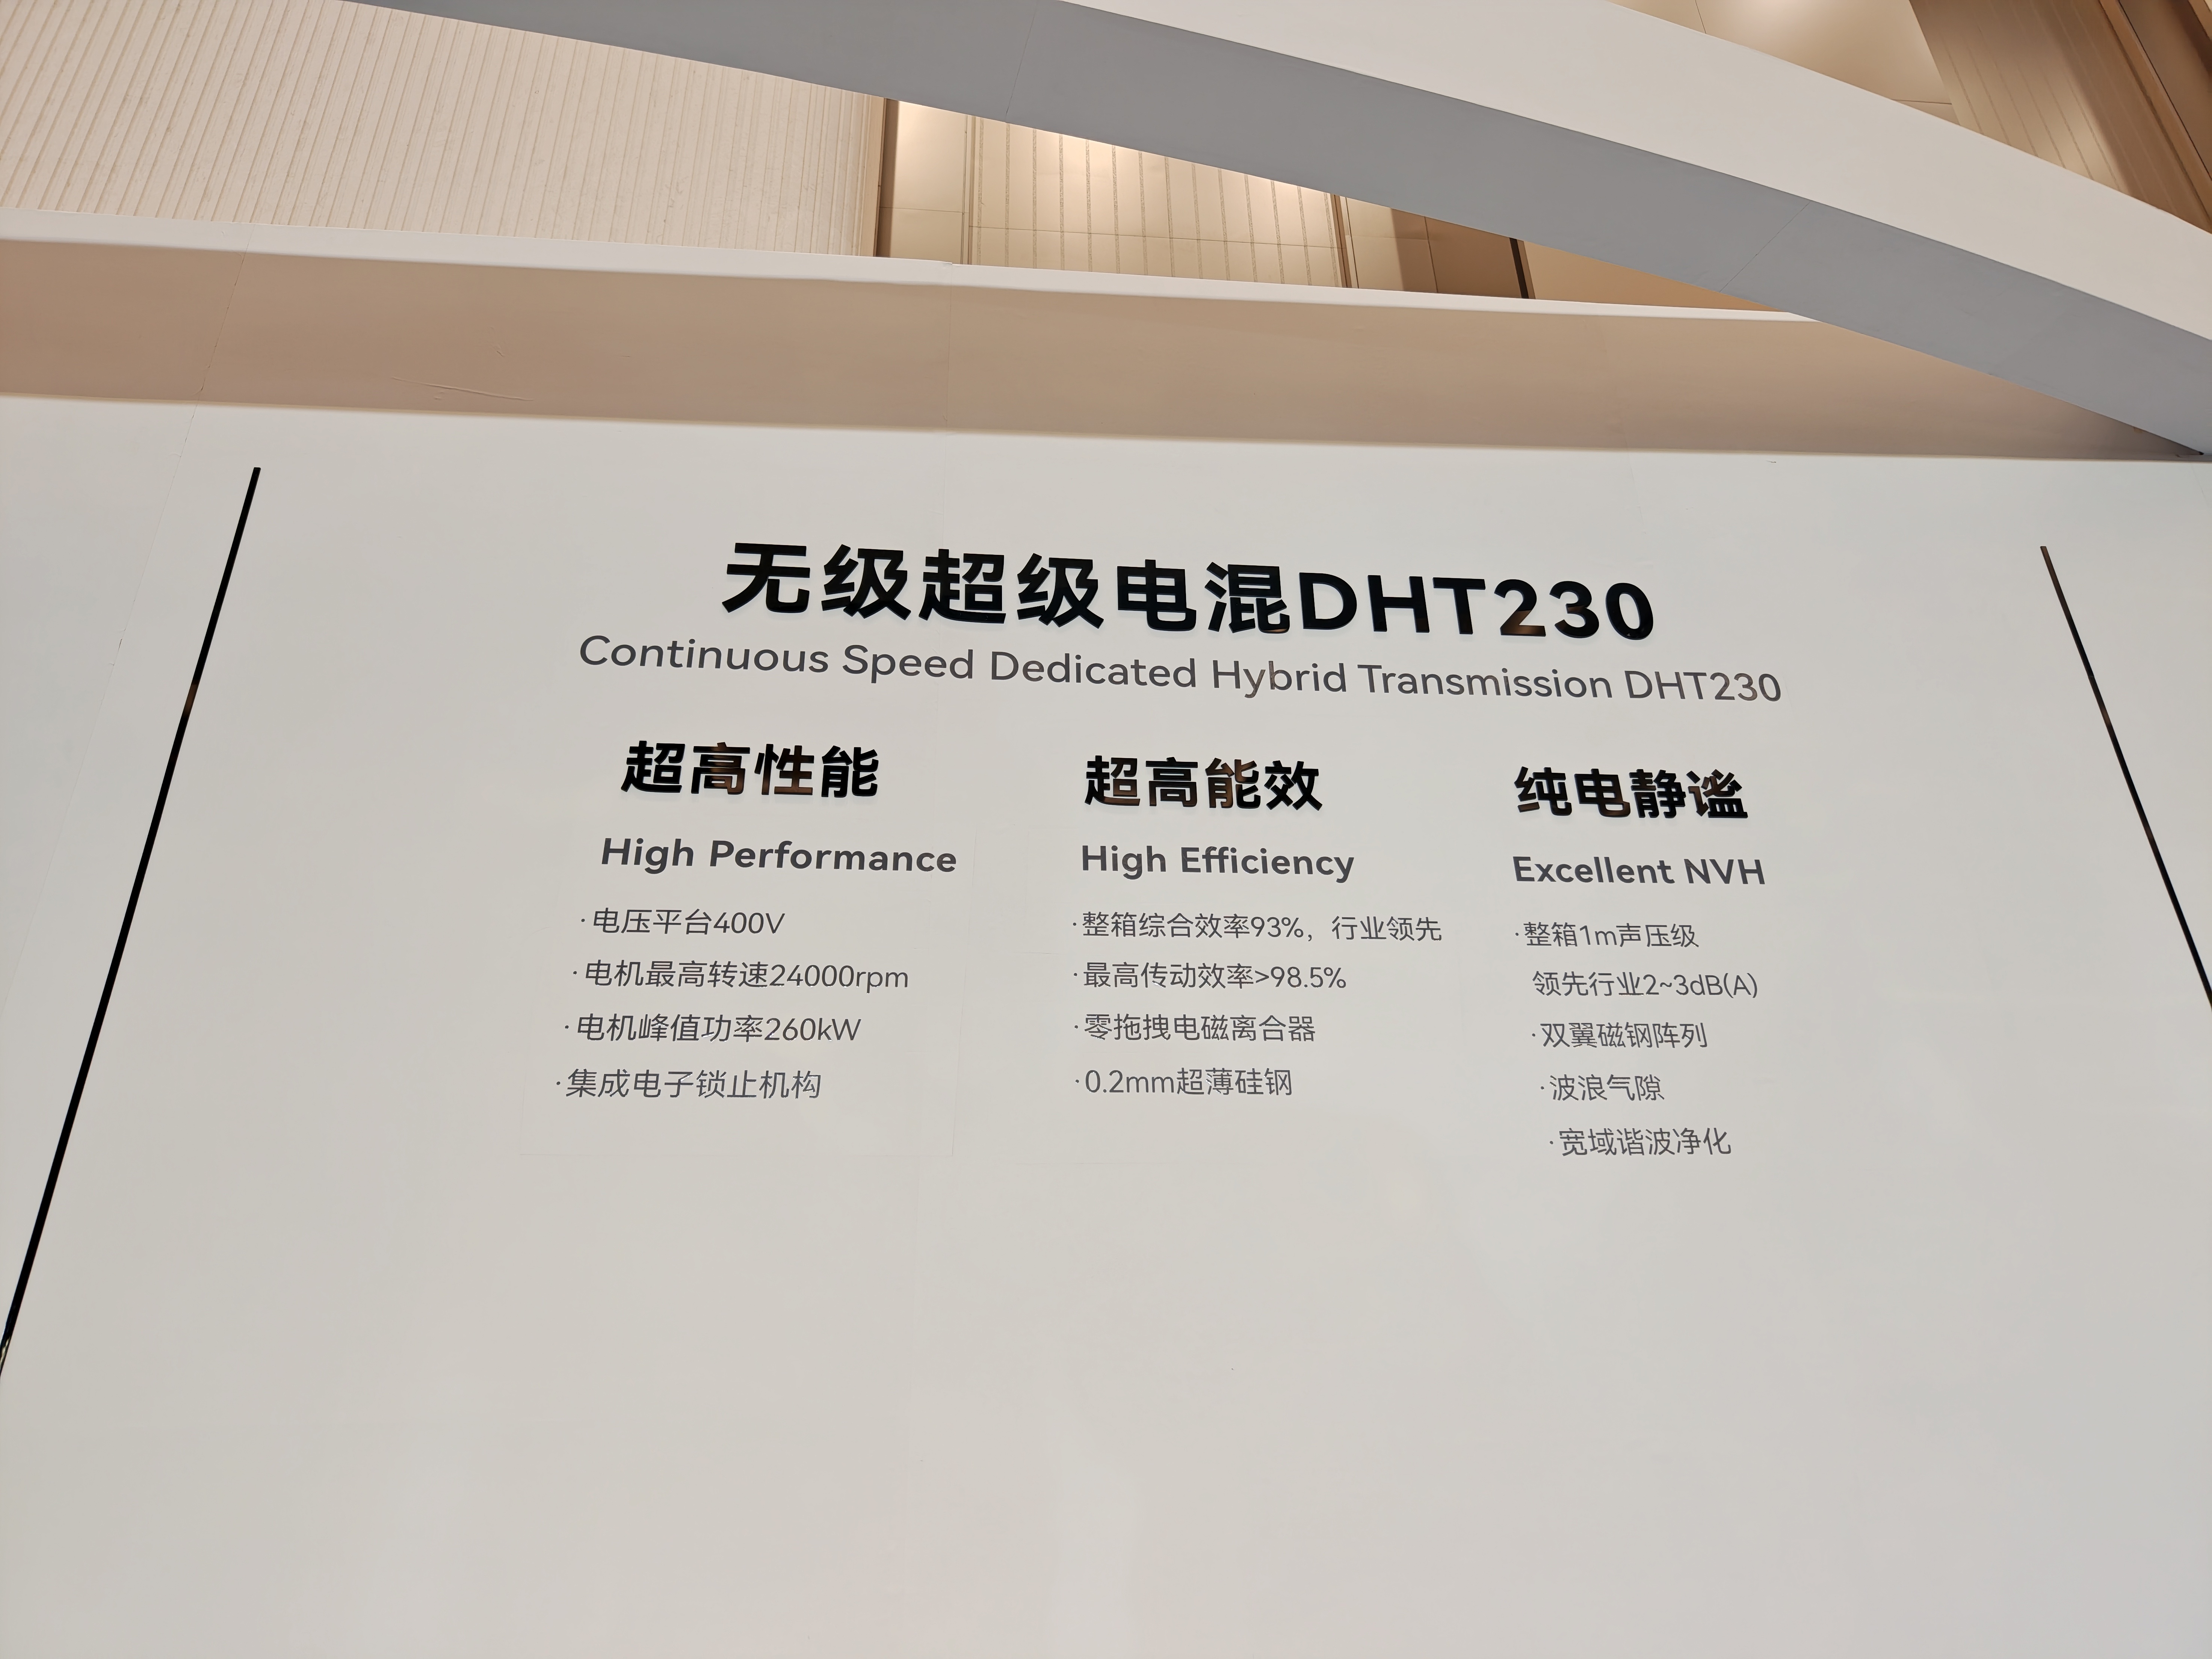 无级超级电混DHT230
Continuous Speed Dedicated Hybrid Transmission DHT230
超高性能
High Performance
·电压平台400V
·电机最高转速24000rpm
·电机峰值功率260kW
·集成电子锁止机构
超高能效
High Efficiency
·整箱综合效率93%，行业领先
·最高传动效率>98.5%
·零拖拽电磁离合器
·0.2mm超薄硅钢
纯电静谧
Excellent NVH
·整箱1m声压级
领先行业2~3dB(A)
·双翼磁钢阵列
·波浪气隙
·宽域谐波净化